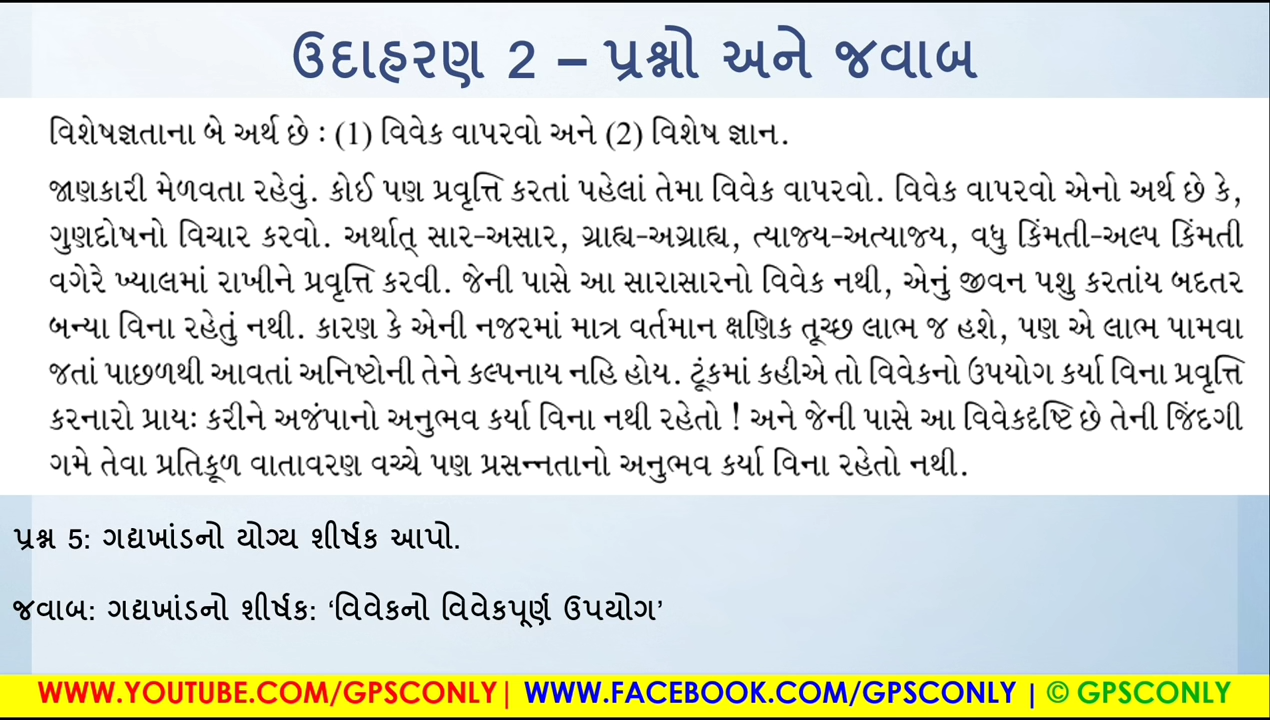 ઉદાહરણ 2 – પ્રશ્નો અને જવાબ
વિશેષજ્ઞતાના બે અર્થ છે : (1) વિવેક વાપરવો અને (2) વિશેષ જ્ઞાન.
જાણકારી મેળવતા રહેવું. કોઈ પણ પ્રવૃત્તિ કરતાં પહેલાં તેમા વિવેક વાપરવો. વિવેક વાપરવો એનો અર્થ છે કે,
ગુણદોષનો વિચાર કરવો. અર્થાત્ સાર-અસાર, ગ્રાહ્ય-અગ્રાહ્ય, ત્યાજ્ય-અત્યાજ્ય, વધુ કિંમતી-અલ્પ કિંમતી
વગેરે ખ્યાલમાં રાખીને પ્રવૃત્તિ કરવી. જેની પાસે આ સારાસારનો વિવેક નથી, એનું જીવન પશુ કરતાંય બદતર
બન્યા વિના રહેતું નથી. કારણ કે એની નજરમાં માત્ર વર્તમાન ક્ષણિક તૂચ્છ લાભ જ હશે, પણ એ લાભ પામવા
જતાં પાછળથી આવતાં અનિષ્ટોની તેને કલ્પનાય નહિ હોય. ટૂંકમાં કહીએ તો વિવેકનો ઉપયોગ કર્યા વિના પ્રવૃત્તિ
કરનારો પ્રાયઃ કરીને અજંપાનો અનુભવ કર્યા વિના નથી રહેતો ! અને જેની પાસે આ વિવેકદૃષ્ટિ છે તેની જિંદગી
ગમે તેવા પ્રતિકૂળ વાતાવરણ વચ્ચે પણ પ્રસન્નતાનો અનુભવ કર્યા વિના રહેતો નથી.
પ્રશ્ન 5: ગદ્યખાંડનો યોગ્ય શીર્ષક આપો.
જવાબ: ગદ્યખાંડનો શીર્ષક: ‘વિવેકનો વિવેકપૂર્ણ ઉપયોગ’
WWW.YOUTUBE.COM/GPSCONLY | WWW.FACEBOOK.COM/GPSCONLY | © GPSCONLY